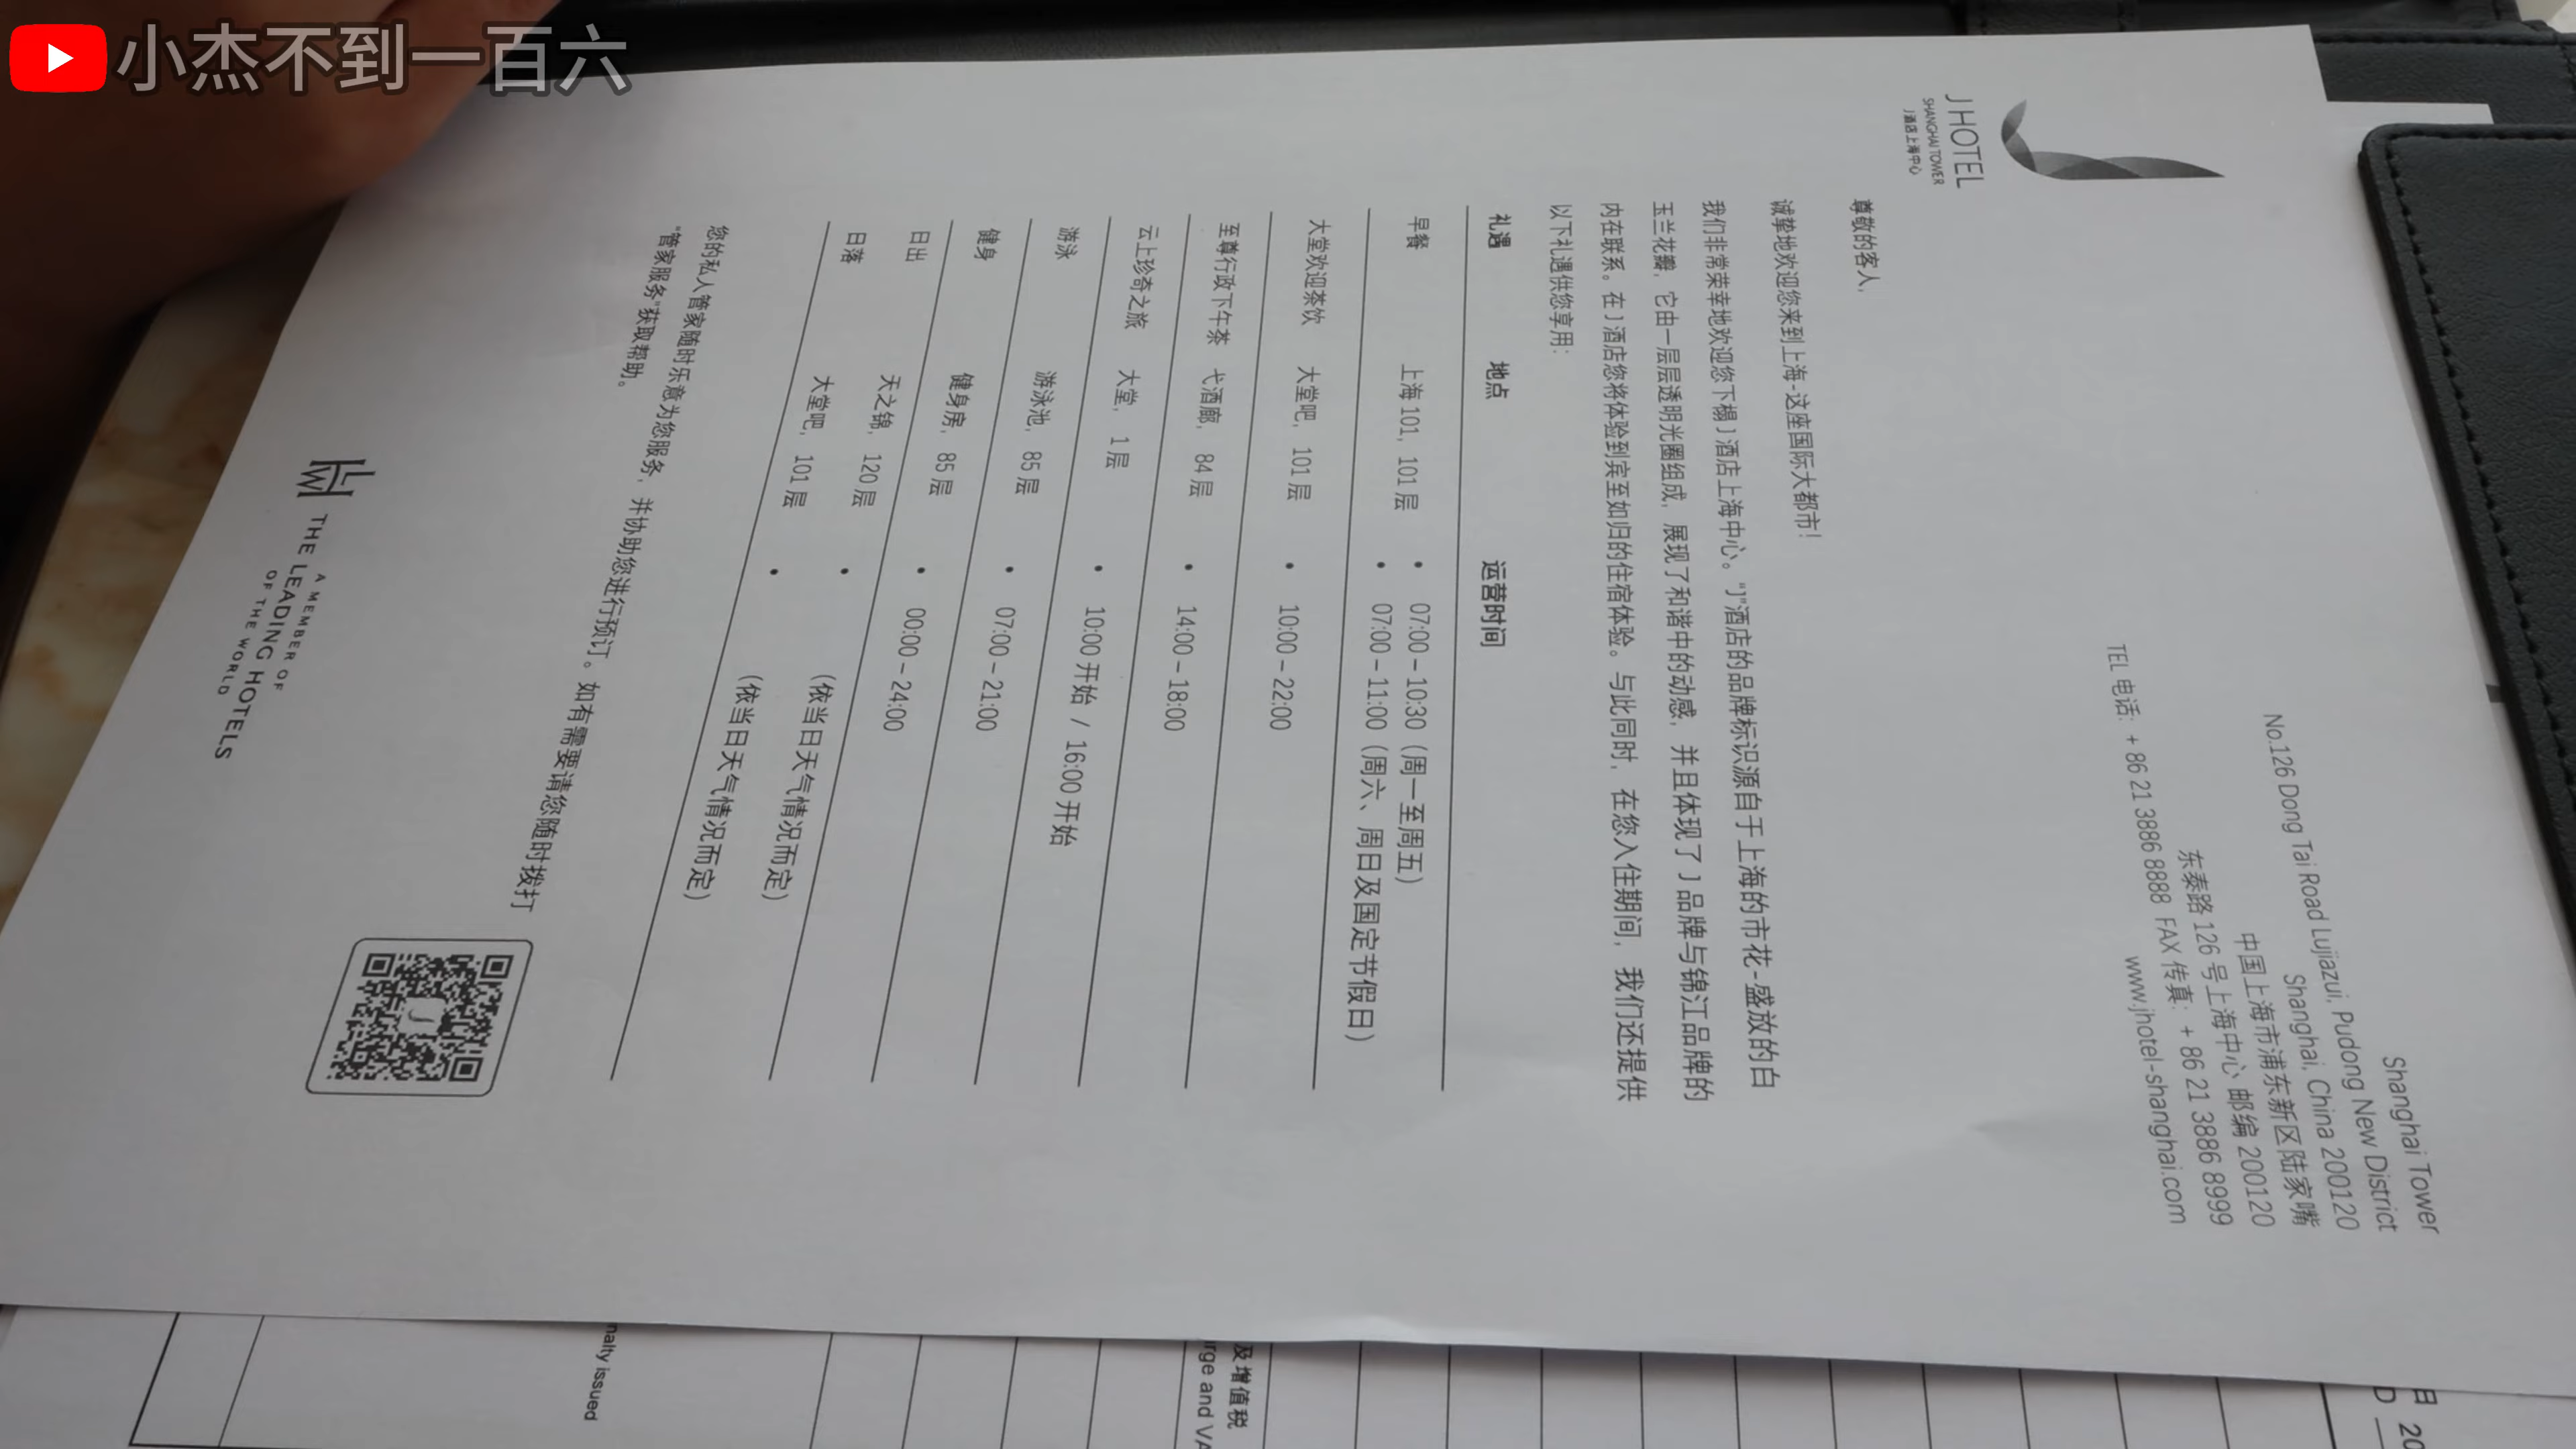 小杰不到一百六
J HOTEL
SHANGHAI TOWER
J酒店上海中心
Shanghai Tower
No.126 Dong Tai Road Lujiazui, Pudong New District
Shanghai, China 200120
中国上海市浦东新区陆家嘴
东泰路 126 号上海中心 邮编 200120
TEL 电话: + 86 21 3886 8888 FAX 传真: + 86 21 3886 8999
www.jhotel-shanghai.com
尊敬的客人,
诚挚地欢迎您来到上海-这座国际大都市!
我们非常荣幸地欢迎您下榻 J 酒店上海中心。“J”酒店的品牌标识源自于上海的市花-盛放的白
玉兰花瓣, 它由一层层透明光圈组成, 展现了和谐中的动感, 并且体现了 J 品牌与锦江品牌的
内在联系。在 J 酒店您将体验到宾至如归的住宿体验。与此同时, 在您入住期间, 我们还提供
以下礼遇供您享用:
礼遇 地点 运营时间
早餐 上海 101, 101 层 • 07:00 – 10:30 (周一至周五)
• 07:00 – 11:00 (周六、周日及国定节假日)
大堂欢迎茶饮 大堂吧, 101 层 • 10:00 – 22:00
至尊行政下午茶 弋酒廊, 84 层 • 14:00 – 18:00
云上珍奇之旅 大堂, 1 层 • 10:00 开始 / 16:00 开始
游泳 游泳池, 85 层 • 07:00 – 21:00
健身 健身房, 85 层 • 00:00 – 24:00
日出 天之锦, 120 层 • (依当日天气情况而定)
日落 大堂吧, 101 层 • (依当日天气情况而定)
您的私人管家随时乐意为您服务, 并协助您进行预订。如有需要请您随时拨打
“管家服务”获取帮助。
LHW
A MEMBER OF
THE LEADING HOTELS
OF THE WORLD
J
及增值税
rge and VA
nalty issued
日 20
D